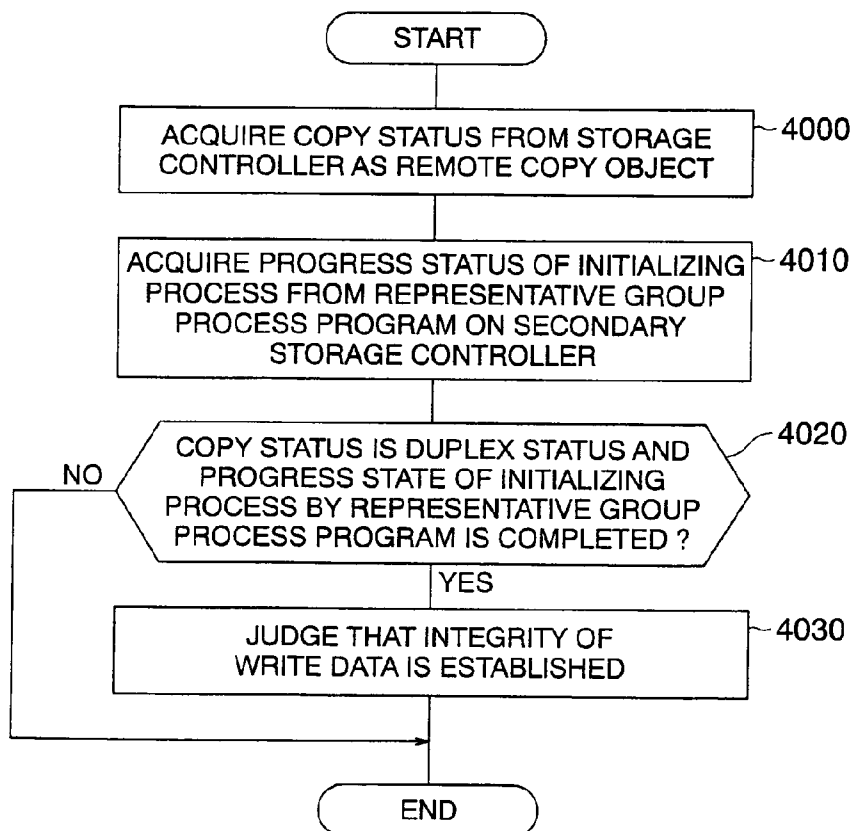 START
ACQUIRE COPY STATUS FROM STORAGE
CONTROLLER AS REMOTE COPY OBJECT
4000
ACQUIRE PROGRESS STATUS OF INITIALIZING
PROCESS FROM REPRESENTATIVE GROUP
PROCESS PROGRAM ON SECONDARY
STORAGE CONTROLLER
4010
COPY STATUS IS DUPLEX STATUS AND
PROGRESS STATE OF INITIALIZING
PROCESS BY REPRESENTATIVE GROUP
PROCESS PROGRAM IS COMPLETED ?
4020
NO
YES
JUDGE THAT INTEGRITY OF
WRITE DATA IS ESTABLISHED
4030
END